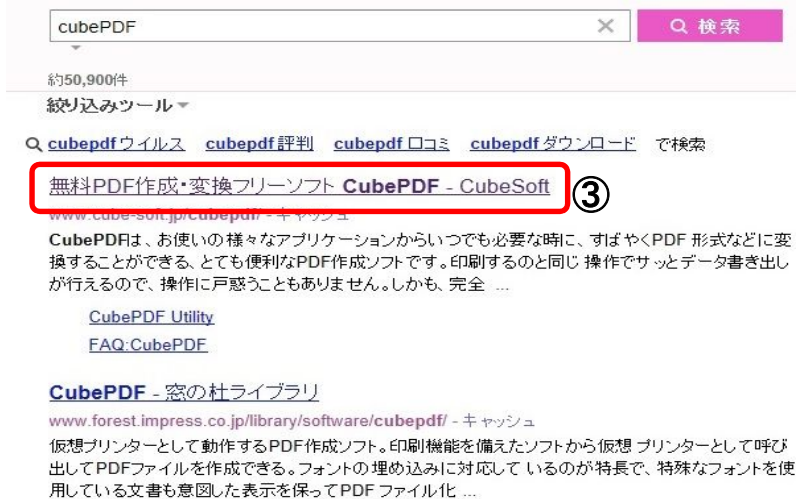 cubePDF
検索
約50,900件
絞り込みツール
cubepdf ウイルス cubepdf 評判 cubepdf 口コミ cubepdf ダウンロード で検索
無料PDF作成・変換フリーソフト CubePDF - CubeSoft
③
www.cube-soft.jp/cubepdf/ - キャッシュ
CubePDFは、お使いの様々なアプリケーションからいつでも必要な時に、すばやくPDF 形式などに変
換することができる、とても便利なPDF作成ソフトです。印刷するのと同じ 操作でサッとデータ書き出し
が行えるので、操作に戸惑うこともありません。しかも、完全 ...
CubePDF Utility
FAQ:CubePDF
CubePDF - 窓の杜ライブラリ
www.forest.impress.co.jp/library/software/cubepdf/ - キャッシュ
仮想プリンターとして動作するPDF作成ソフト。印刷機能を備えたソフトから仮想 プリンターとして呼び
出してPDFファイルを作成できる。フォントの 埋め込みに対応して いるのが特長で、特殊なフォントを使
用している文書も意図した表示を保ってPDF ファイル化 ...